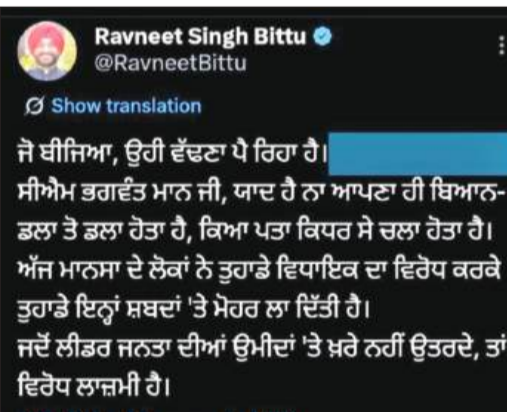 Ravneet Singh Bittu
@RavneetBittu
Show translation
ਜੋ ਬੀਜਿਆ, ਉਹੀ ਵੱਢਣਾ ਪੈ ਰਿਹਾ ਹੈ।
ਸੀਐਮ ਭਗਵੰਤ ਮਾਨ ਜੀ, ਯਾਦ ਹੈ ਨਾ ਆਪਣਾ ਹੀ ਬਿਆਨ-
ਡਲਾ ਤੋ ਡਲਾ ਹੋਤਾ ਹੈ, ਕਿਆ ਪਤਾ ਕਿਧਰ ਸੇ ਚਲਾ ਹੋਤਾ ਹੈ।
ਅੱਜ ਮਾਨਸਾ ਦੇ ਲੋਕਾਂ ਨੇ ਤੁਹਾਡੇ ਵਿਧਾਇਕ ਦਾ ਵਿਰੋਧ ਕਰਕੇ
ਤੁਹਾਡੇ ਇਨ੍ਹਾਂ ਸ਼ਬਦਾਂ 'ਤੇ ਮੋਹਰ ਲਾ ਦਿੱਤੀ ਹੈ।
ਜਦੋਂ ਲੀਡਰ ਜਨਤਾ ਦੀਆਂ ਉਮੀਦਾਂ 'ਤੇ ਖ਼ਰੇ ਨਹੀਂ ਉਤਰਦੇ, ਤਾਂ
ਵਿਰੋਧ ਲਾਜ਼ਮੀ ਹੈ।